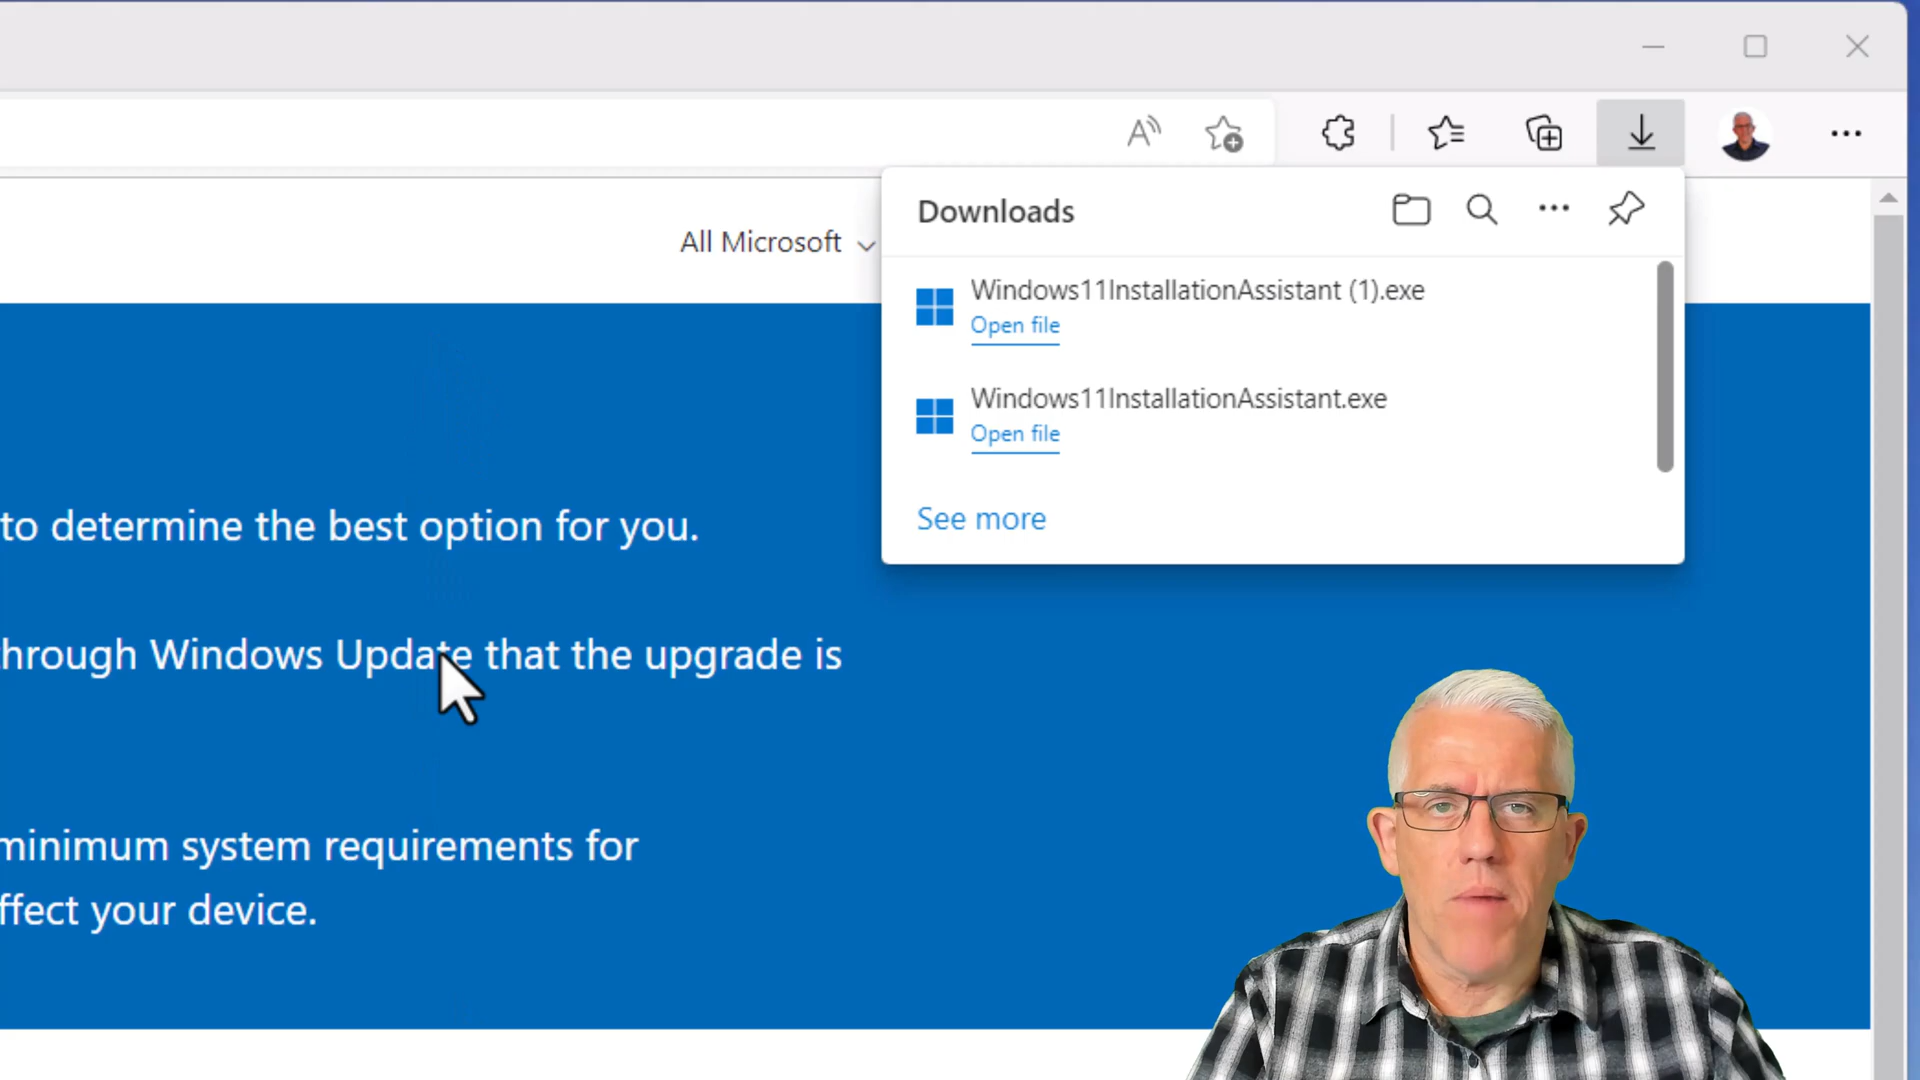 All Microsoft
Downloads
Windows11InstallationAssistant (1).exe
Open file
Windows11InstallationAssistant.exe
Open file
See more
to determine the best option for you.
hrough Windows Update that the upgrade is
minimum system requirements for
ffect your device.